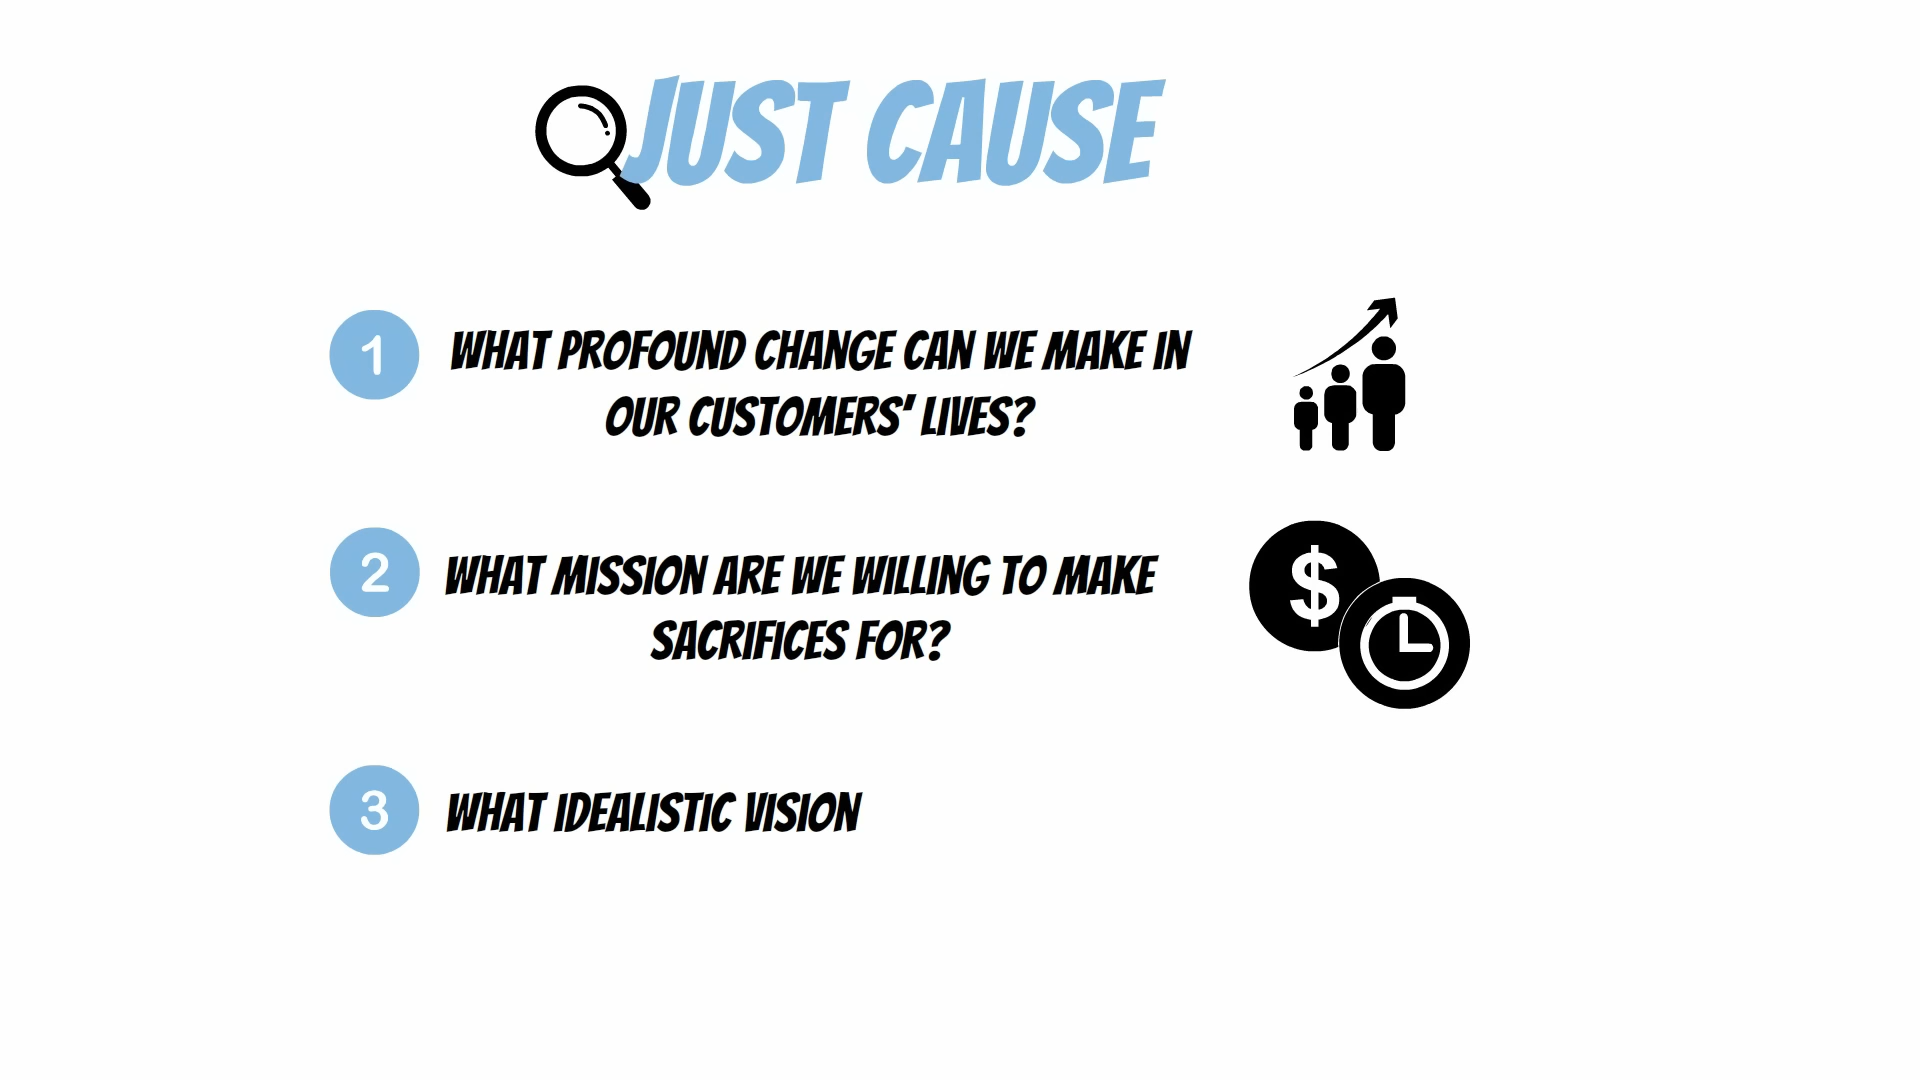 JUST CAUSE
1 WHAT PROFOUND CHANGE CAN WE MAKE IN
OUR CUSTOMERS' LIVES?
2 WHAT MISSION ARE WE WILLING TO MAKE
SACRIFICES FOR?
$
3 WHAT IDEALISTIC VISION